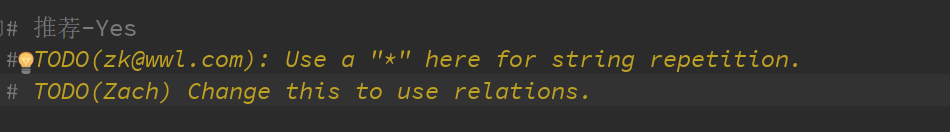 # 推荐-Yes
# TODO(zk@wwl.com): Use a "*" here for string repetition.
# TODO(Zach) Change this to use relations.